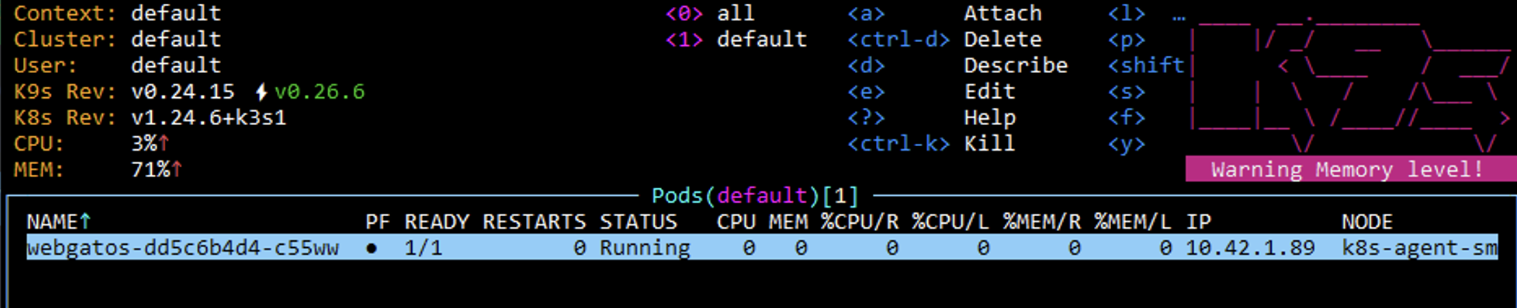 Context: default <0> all <a> Attach <l> …
Cluster: default <1> default <ctrl-d> Delete <p>
User: default <d> Describe <shift
K9s Rev: v0.24.15 ⚡v0.26.6 <e> Edit <s>
K8s Rev: v1.24.6+k3s1 <?> Help <f>
CPU: 3%↑ <ctrl-k> Kill <y>
MEM: 71%↑
K9s
Warning Memory level!
Pods(default)[1]
NAME↑ PF READY RESTARTS STATUS CPU MEM %CPU/R %CPU/L %MEM/R %MEM/L IP NODE
webgatos-dd5c6b4d4-c55ww ● 1/1 0 Running 0 0 0 0 0 0 10.42.1.89 k8s-agent-sm